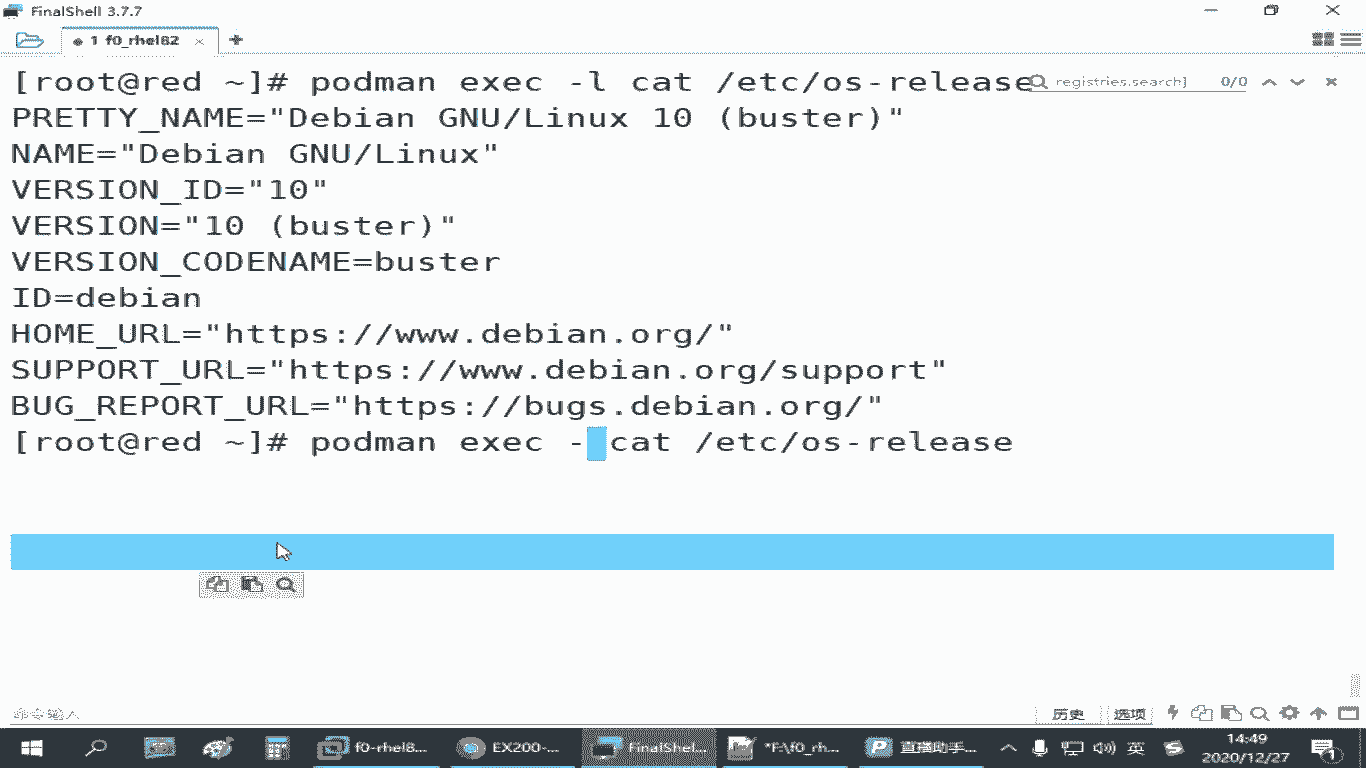 FinalShell 3.7.7
1 f0_rhel82
[root@red ~]# podman exec -l cat /etc/os-release
registries.search]
0/0
PRETTY_NAME="Debian GNU/Linux 10 (buster)"
NAME="Debian GNU/Linux"
VERSION_ID="10"
VERSION="10 (buster)"
VERSION_CODENAME=buster
ID=debian
HOME_URL="https://www.debian.org/"
SUPPORT_URL="https://www.debian.org/support"
BUG_REPORT_URL="https://bugs.debian.org/"
[root@red ~]# podman exec - cat /etc/os-release
命令输入
历史
选项
f0-rhel8...
EX200-...
FinalShel...
*F:\f0_rh...
直播助手...
英
14:49
2020/12/27
1